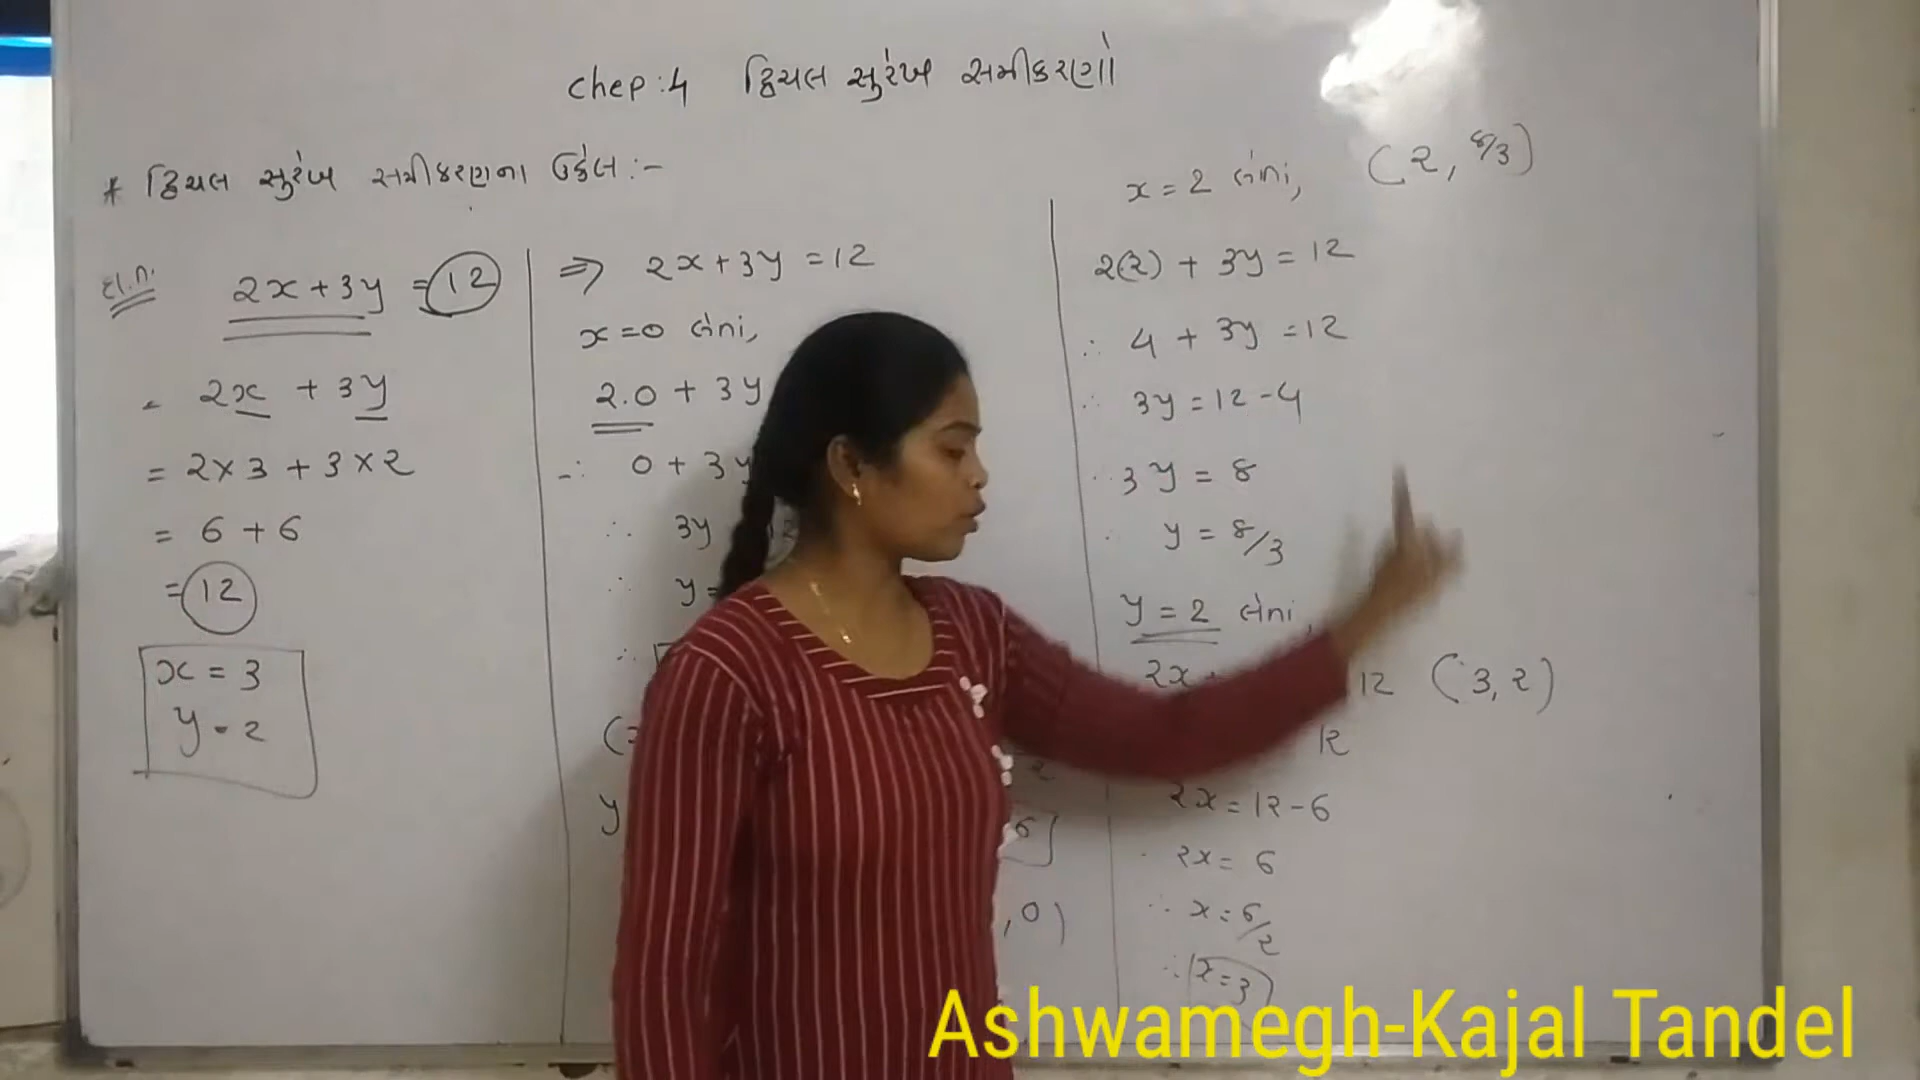 chep : 4 દ્વિચલ સુરેખ સમીકરણો
* દ્વિચલ સુરેખ સમીકરણના ઉકેલ :-
દા.ત. 2x + 3y = 12
= 2x + 3y
= 2 × 3 + 3 × 2
= 6 + 6
= 12
x = 3
y = 2
⇒ 2x + 3y = 12
x = 0 લેતા,
2.0 + 3y
∴ 0 + 3y
∴ 3y
∴ y =
y
, 0)
x = 2 લેતા, (2, 8/3)
2(2) + 3y = 12
∴ 4 + 3y = 12
∴ 3y = 12 - 4
∴ 3y = 8
∴ y = 8/3
y = 2 લેતા,
2x + 12 (3, 2)
12
2x = 12 - 6
2x = 6
∴ x = 6/2
∴ x = 3
Ashwamegh-Kajal Tandel